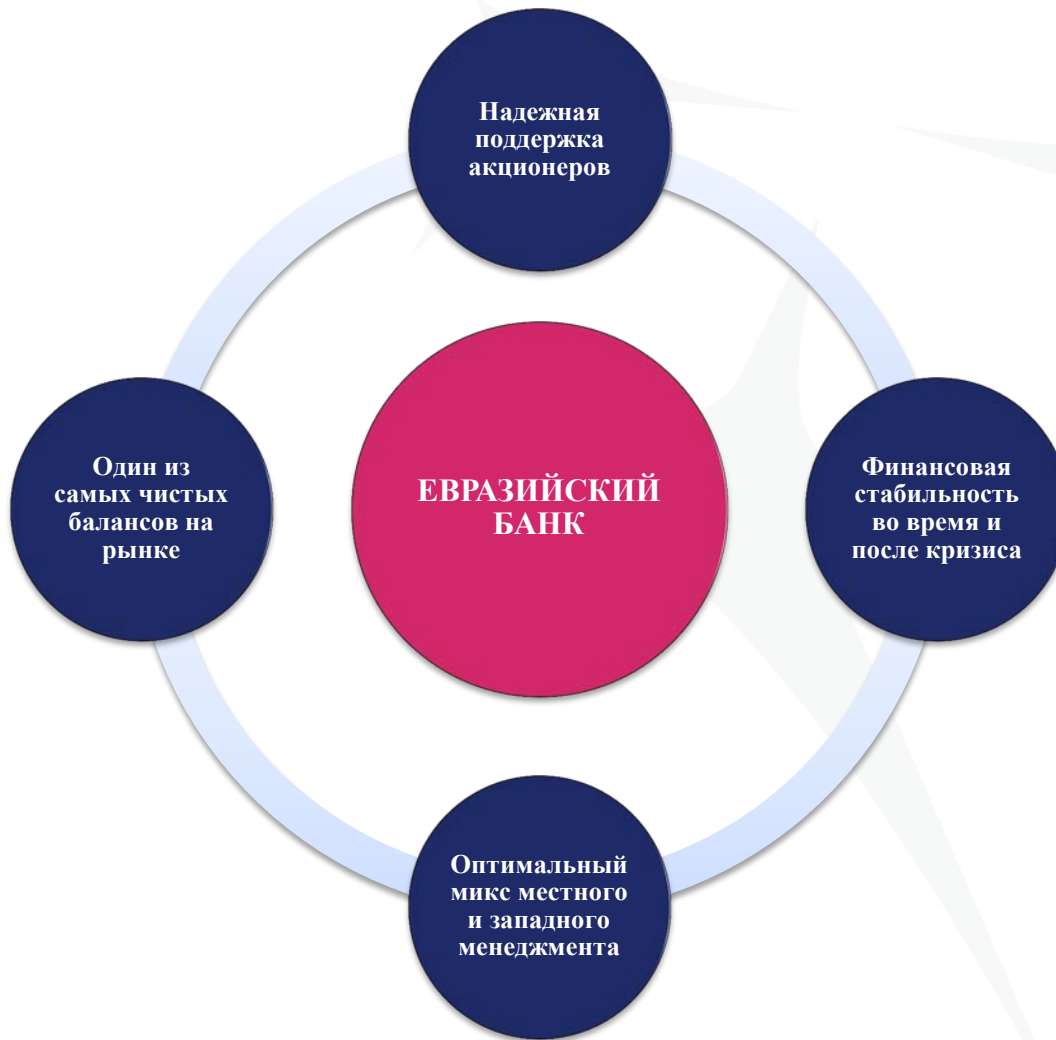 Надежная
поддержка
акционеров
Один из
самых чистых
балансов на
рынке
ЕВРАЗИЙСКИЙ
БАНК
Финансовая
стабильность
во время и
после кризиса
Оптимальный
микс местного
и западного
менеджмента